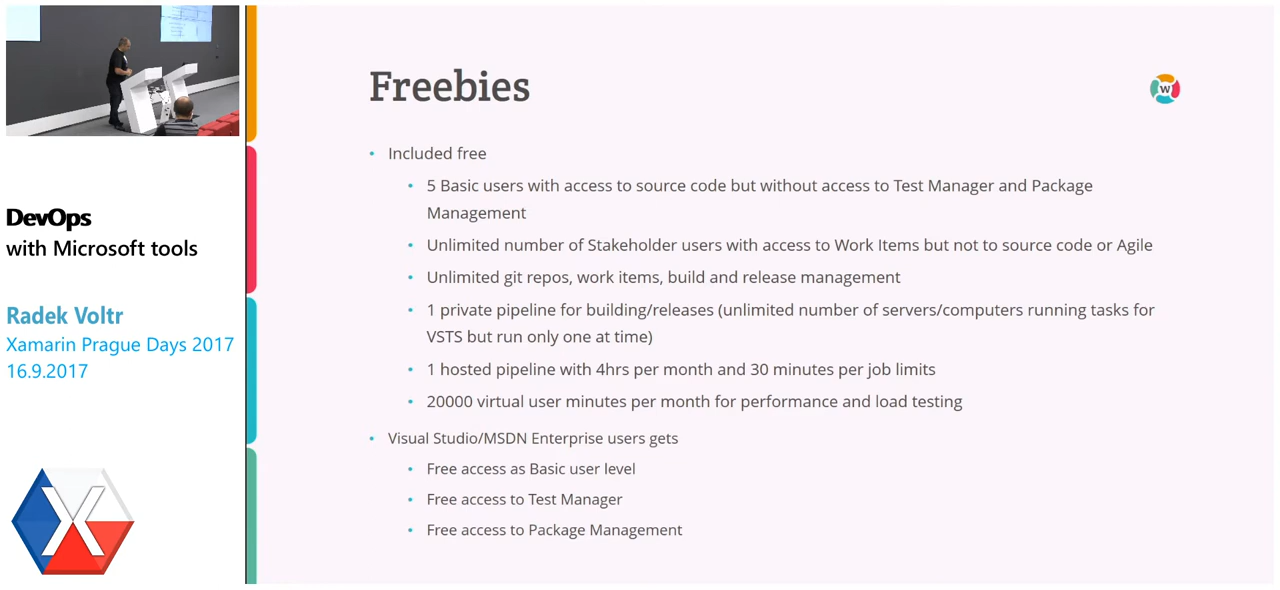 DevOps
with Microsoft tools
Radek Voltr
Xamarin Prague Days 2017
16.9.2017
Freebies
W
• Included free
• 5 Basic users with access to source code but without access to Test Manager and Package
Management
• Unlimited number of Stakeholder users with access to Work Items but not to source code or Agile
• Unlimited git repos, work items, build and release management
• 1 private pipeline for building/releases (unlimited number of servers/computers running tasks for
VSTS but run only one at time)
• 1 hosted pipeline with 4hrs per month and 30 minutes per job limits
• 20000 virtual user minutes per month for performance and load testing
• Visual Studio/MSDN Enterprise users gets
• Free access as Basic user level
• Free access to Test Manager
• Free access to Package Management